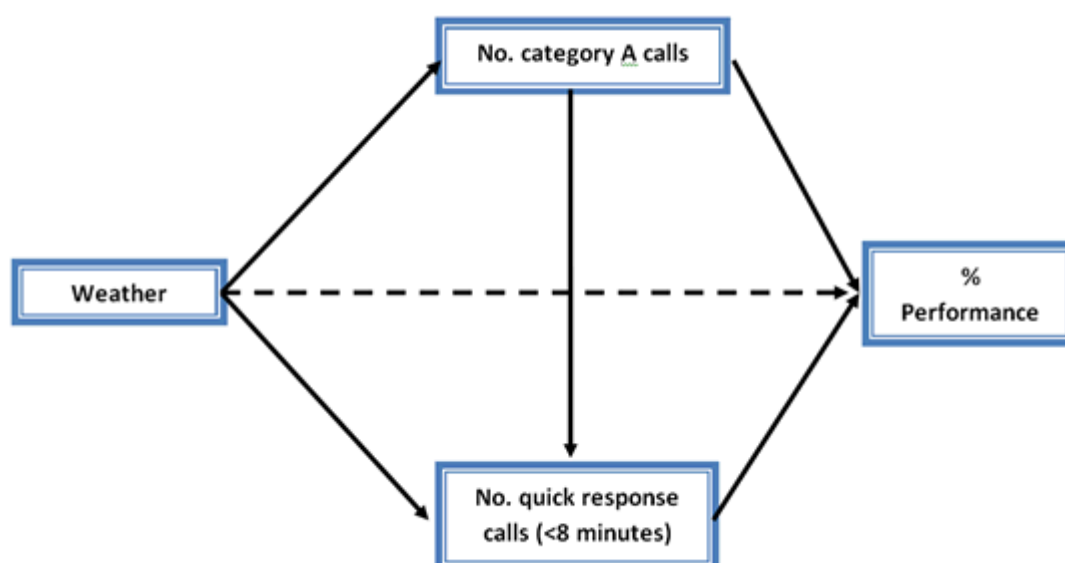 No. category A calls
Weather
%
Performance
No. quick response
calls (<8 minutes)